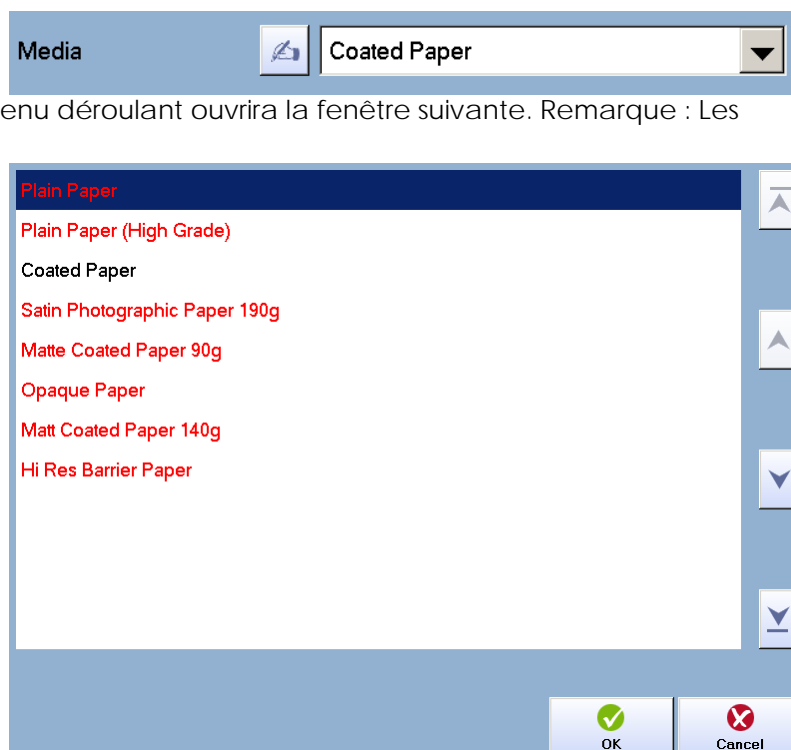 Media Coated Paper
enu déroulant ouvrira la fenêtre suivante. Remarque : Les
Plain Paper
Plain Paper (High Grade)
Coated Paper
Satin Photographic Paper 190g
Matte Coated Paper 90g
Opaque Paper
Matt Coated Paper 140g
Hi Res Barrier Paper
OK Cancel